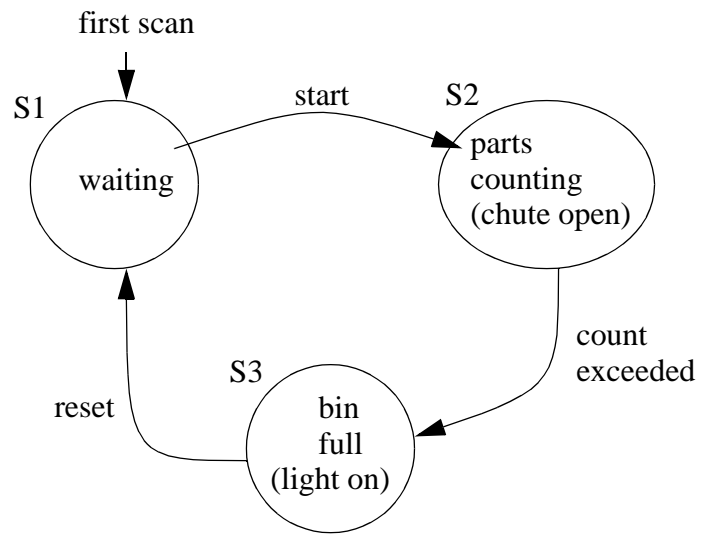 first scan
S1
start
S2
waiting
parts
counting
(chute open)
count
exceeded
S3
reset
bin
full
(light on)